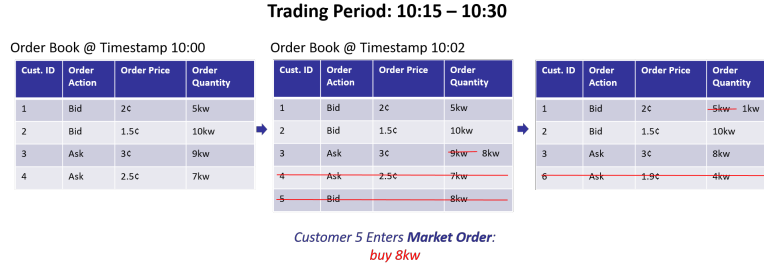 Trading Period: 10:15 – 10:30
Order Book @ Timestamp 10:00
Cust. ID Order Action Order Price Order Quantity
1 Bid 2¢ 5kw
2 Bid 1.5¢ 10kw
3 Ask 3¢ 9kw
4 Ask 2.5¢ 7kw
Order Book @ Timestamp 10:02
Cust. ID Order Action Order Price Order Quantity
1 Bid 2¢ 5kw
2 Bid 1.5¢ 10kw
3 Ask 3¢ 9kw 8kw
4 Ask 2.5¢ 7kw
5 Bid 8kw
Cust. ID Order Action Order Price Order Quantity
1 Bid 2¢ 5kw 1kw
2 Bid 1.5¢ 10kw
3 Ask 3¢ 8kw
6 Ask 1.9¢ 4kw
Customer 5 Enters Market Order:
buy 8kw